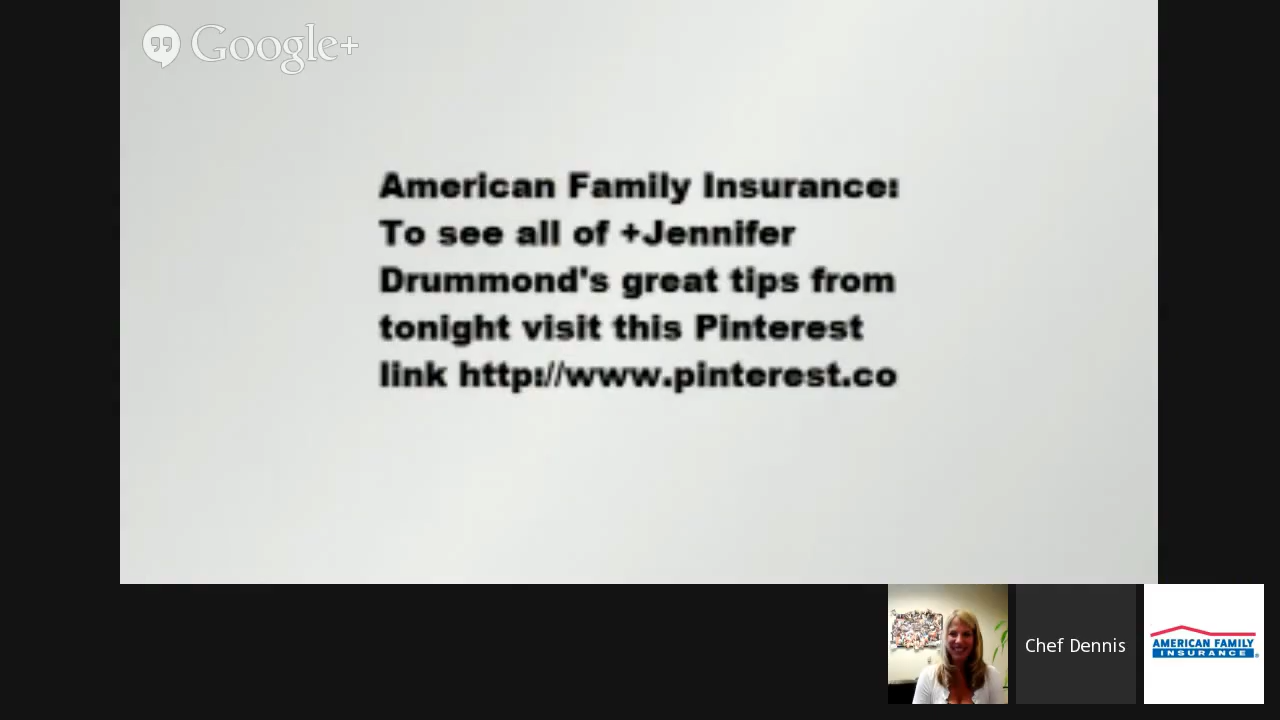 Google+
American Family Insurance:
To see all of +Jennifer
Drummond's great tips from
tonight visit this Pinterest
link http://www.pinterest.co
Chef Dennis
AMERICAN FAMILY
INSURANCE